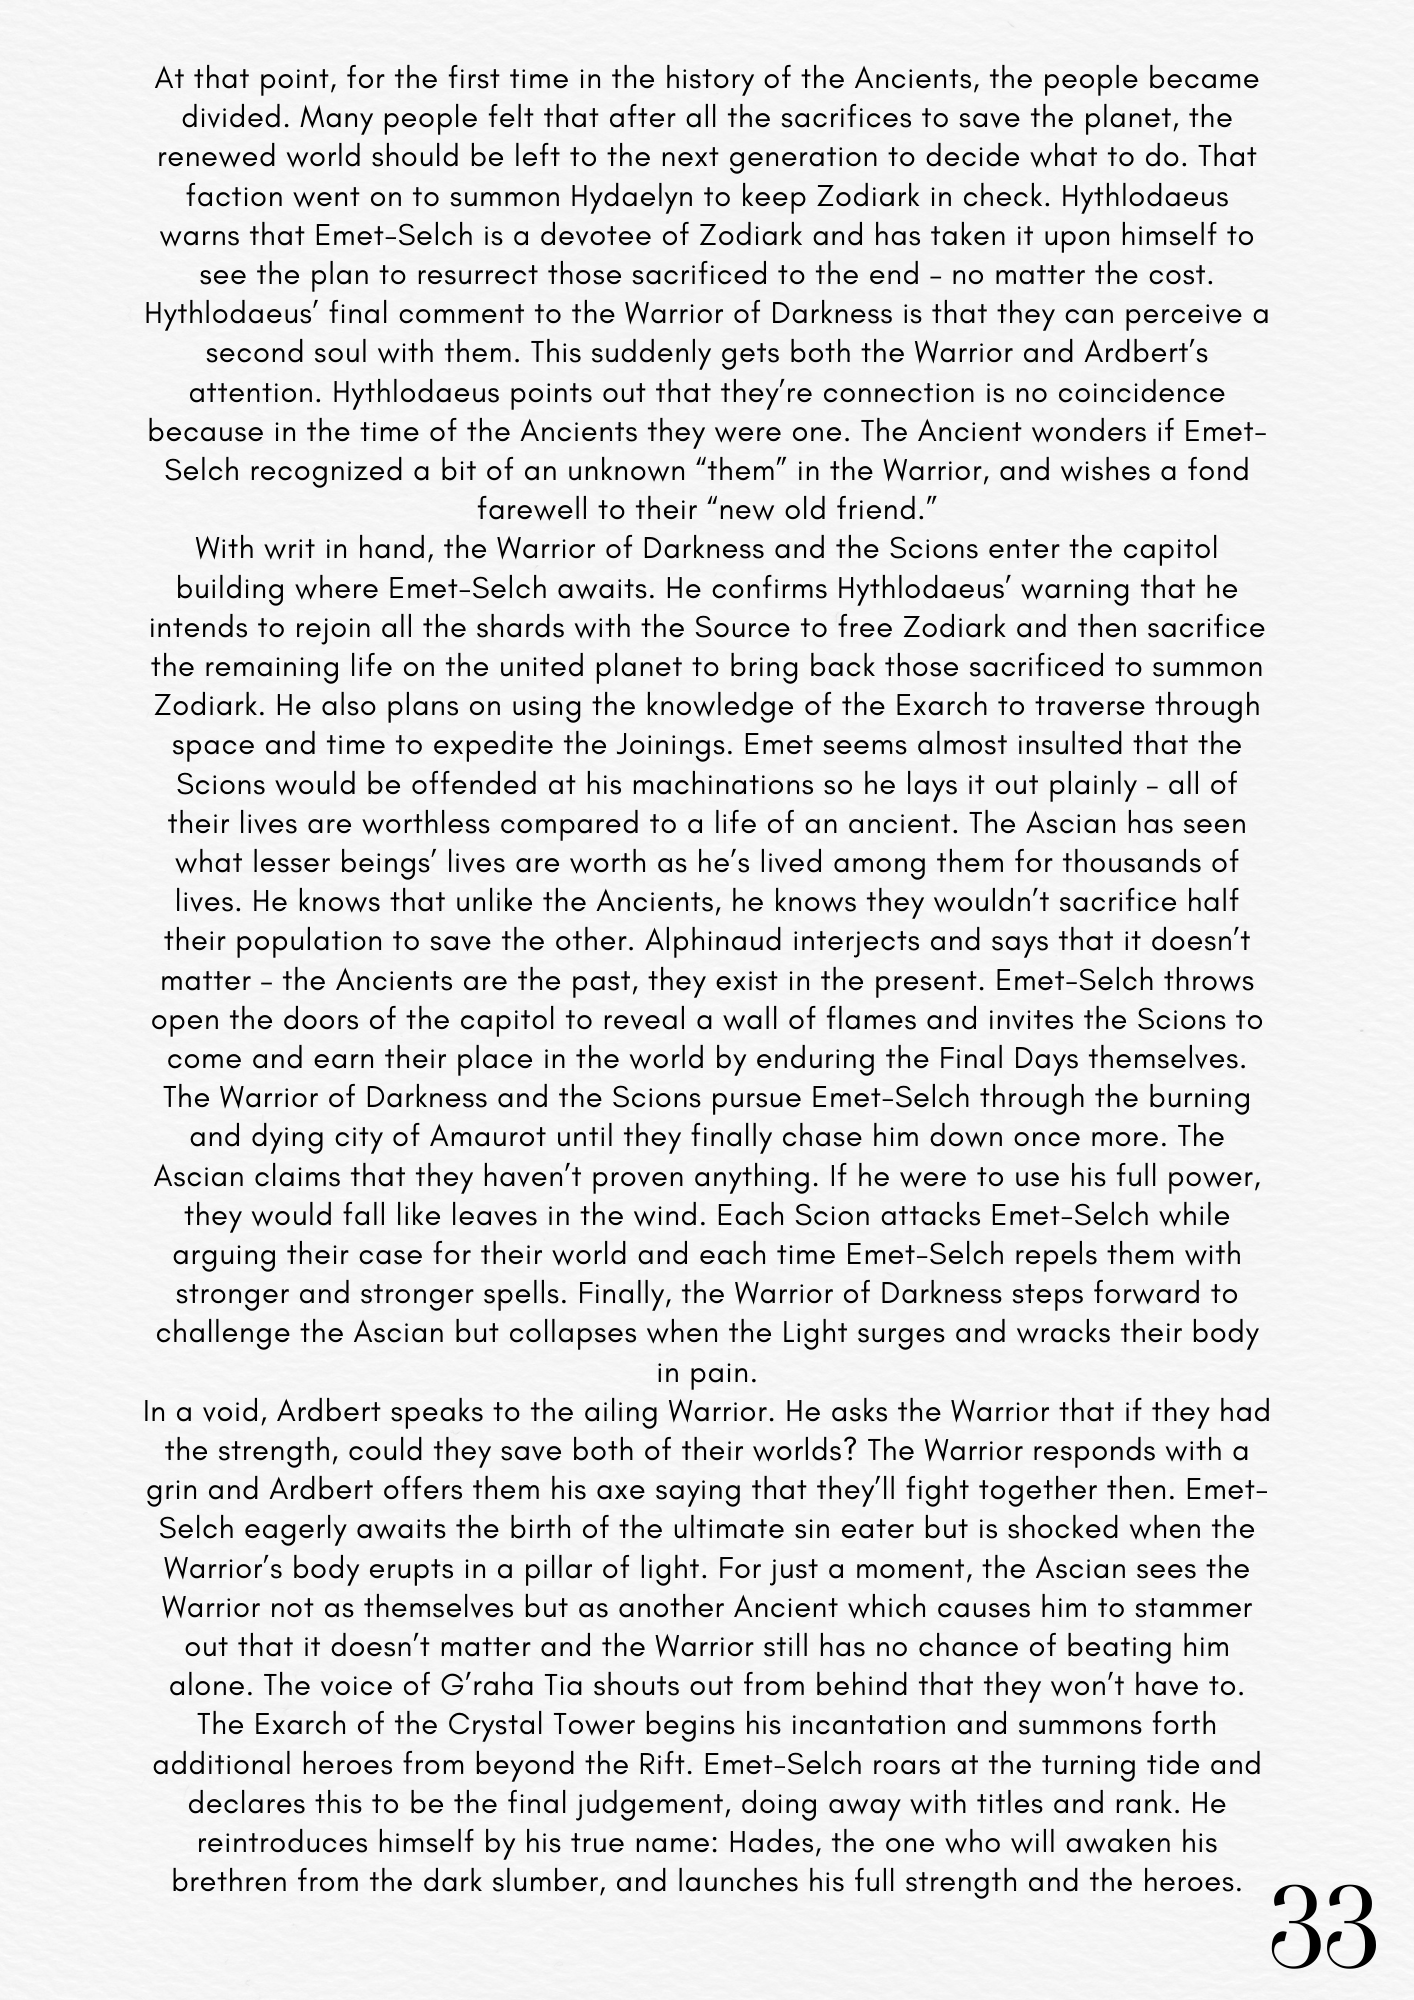 At that point, for the first time in the history of the Ancients, the people became
divided. Many people felt that after all the sacrifices to save the planet, the
renewed world should be left to the next generation to decide what to do. That
faction went on to summon Hydaelyn to keep Zodiark in check. Hythlodaeus
warns that Emet-Selch is a devotee of Zodiark and has taken it upon himself to
see the plan to resurrect those sacrificed to the end - no matter the cost.
Hythlodaeus’ final comment to the Warrior of Darkness is that they can perceive a
second soul with them. This suddenly gets both the Warrior and Ardbert’s
attention. Hythlodaeus points out that they’re connection is no coincidence
because in the time of the Ancients they were one. The Ancient wonders if Emet-
Selch recognized a bit of an unknown “them” in the Warrior, and wishes a fond
farewell to their “new old friend.”
With writ in hand, the Warrior of Darkness and the Scions enter the capitol
building where Emet-Selch awaits. He confirms Hythlodaeus’ warning that he
intends to rejoin all the shards with the Source to free Zodiark and then sacrifice
the remaining life on the united planet to bring back those sacrificed to summon
Zodiark. He also plans on using the knowledge of the Exarch to traverse through
space and time to expedite the Joinings. Emet seems almost insulted that the
Scions would be offended at his machinations so he lays it out plainly - all of
their lives are worthless compared to a life of an ancient. The Ascian has seen
what lesser beings’ lives are worth as he’s lived among them for thousands of
lives. He knows that unlike the Ancients, he knows they wouldn’t sacrifice half
their population to save the other. Alphinaud interjects and says that it doesn’t
matter - the Ancients are the past, they exist in the present. Emet-Selch throws
open the doors of the capitol to reveal a wall of flames and invites the Scions to
come and earn their place in the world by enduring the Final Days themselves.
The Warrior of Darkness and the Scions pursue Emet-Selch through the burning
and dying city of Amaurot until they finally chase him down once more. The
Ascian claims that they haven’t proven anything. If he were to use his full power,
they would fall like leaves in the wind. Each Scion attacks Emet-Selch while
arguing their case for their world and each time Emet-Selch repels them with
stronger and stronger spells. Finally, the Warrior of Darkness steps forward to
challenge the Ascian but collapses when the Light surges and wracks their body
in pain.
In a void, Ardbert speaks to the ailing Warrior. He asks the Warrior that if they had
the strength, could they save both of their worlds? The Warrior responds with a
grin and Ardbert offers them his axe saying that they’ll fight together then. Emet-
Selch eagerly awaits the birth of the ultimate sin eater but is shocked when the
Warrior’s body erupts in a pillar of light. For just a moment, the Ascian sees the
Warrior not as themselves but as another Ancient which causes him to stammer
out that it doesn’t matter and the Warrior still has no chance of beating him
alone. The voice of G’raha Tia shouts out from behind that they won’t have to.
The Exarch of the Crystal Tower begins his incantation and summons forth
additional heroes from beyond the Rift. Emet-Selch roars at the turning tide and
declares this to be the final judgement, doing away with titles and rank. He
reintroduces himself by his true name: Hades, the one who will awaken his
brethren from the dark slumber, and launches his full strength and the heroes.
33